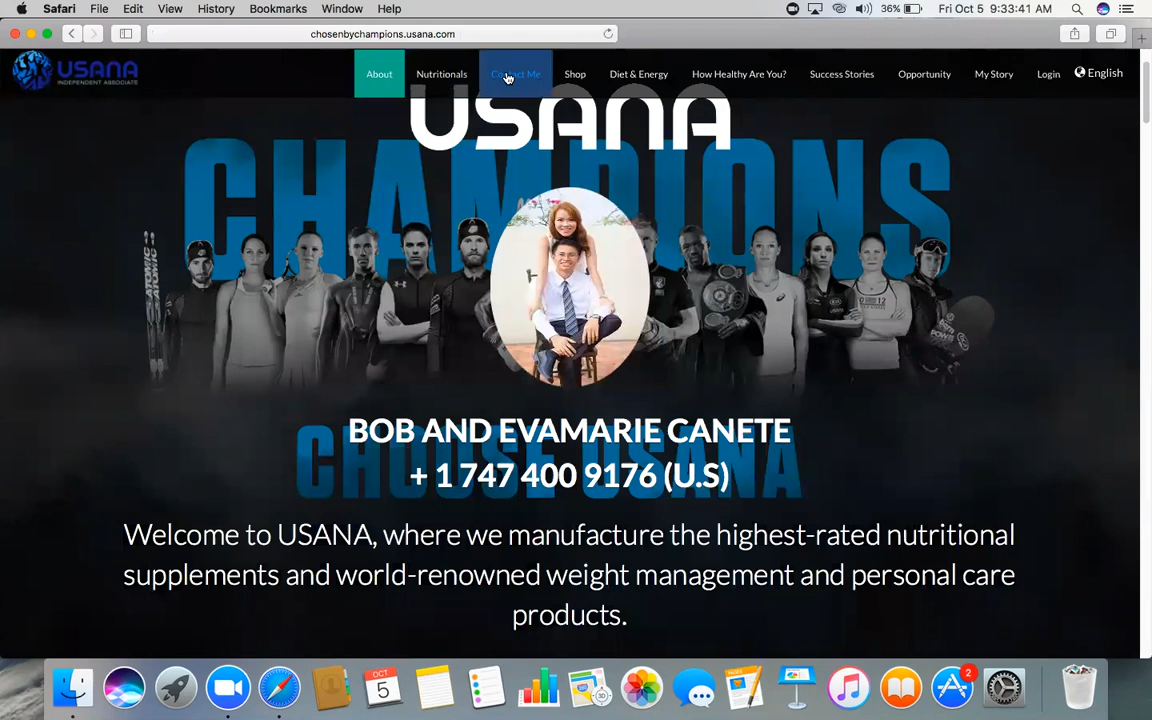 Safari File Edit View History Bookmarks Window Help 36% Fri Oct 5 9:33:41 AM
chosenbychampions.usana.com
USANA
INDEPENDENT ASSOCIATE
About Nutritionals Contact Me Shop Diet & Energy How Healthy Are You? Success Stories Opportunity My Story Login English
USANA
CHAMPIONS
BOB AND EVAMARIE CANETE
+ 1 747 400 9176 (U.S)
CHOOSE USANA
Welcome to USANA, where we manufacture the highest-rated nutritional
supplements and world-renowned weight management and personal care
products.
OCT
5
2